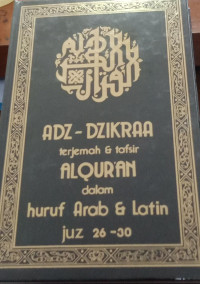 ADZ-DZIKRAA
terjemah & tafsir
ALQUR'AN
dalam
huruf Arab & Latin
juz 26-30